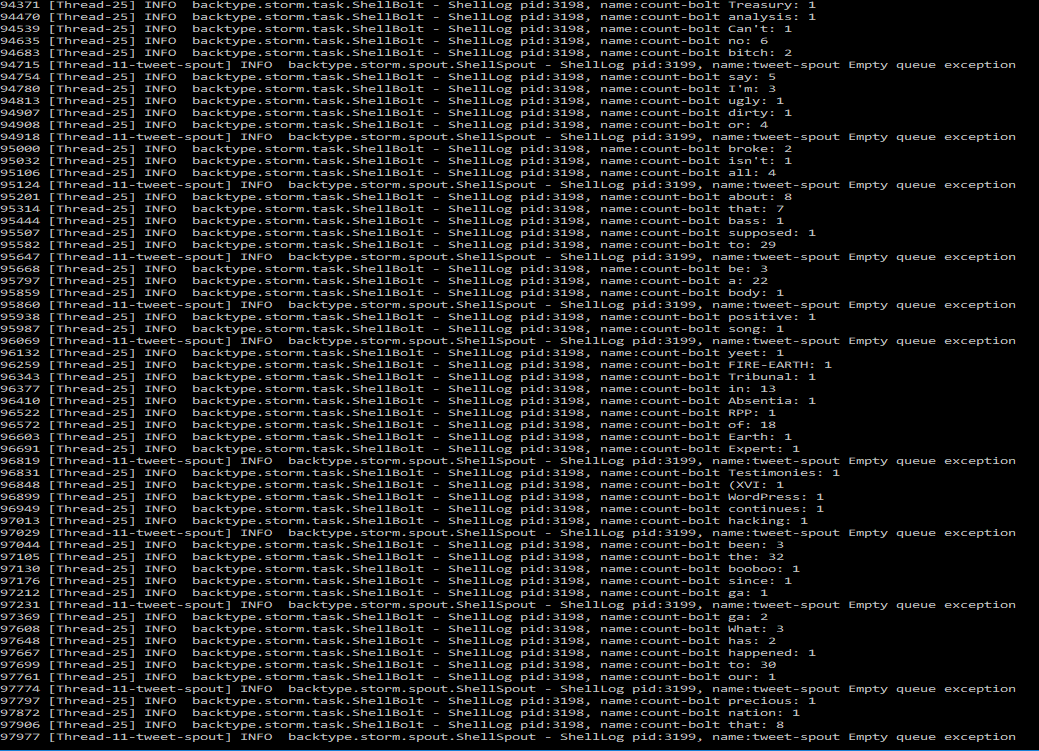 94371 [Thread-25] INFO  backtype.storm.task.ShellBolt - ShellLog pid:3198, name:count-bolt Treasury: 1
94470 [Thread-25] INFO  backtype.storm.task.ShellBolt - ShellLog pid:3198, name:count-bolt analysis: 1
94539 [Thread-25] INFO  backtype.storm.task.ShellBolt - ShellLog pid:3198, name:count-bolt Can't: 1
94635 [Thread-25] INFO  backtype.storm.task.ShellBolt - ShellLog pid:3198, name:count-bolt no: 6
94683 [Thread-25] INFO  backtype.storm.task.ShellBolt - ShellLog pid:3198, name:count-bolt bitch: 2
94715 [Thread-11-tweet-spout] INFO  backtype.storm.spout.ShellSpout - ShellLog pid:3199, name:tweet-spout Empty queue exception
94754 [Thread-25] INFO  backtype.storm.task.ShellBolt - ShellLog pid:3198, name:count-bolt say: 5
94780 [Thread-25] INFO  backtype.storm.task.ShellBolt - ShellLog pid:3198, name:count-bolt I'm: 3
94813 [Thread-25] INFO  backtype.storm.task.ShellBolt - ShellLog pid:3198, name:count-bolt ugly: 1
94907 [Thread-25] INFO  backtype.storm.task.ShellBolt - ShellLog pid:3198, name:count-bolt dirty: 1
94908 [Thread-25] INFO  backtype.storm.task.ShellBolt - ShellLog pid:3198, name:count-bolt or: 4
94918 [Thread-11-tweet-spout] INFO  backtype.storm.spout.ShellSpout - ShellLog pid:3199, name:tweet-spout Empty queue exception
95000 [Thread-25] INFO  backtype.storm.task.ShellBolt - ShellLog pid:3198, name:count-bolt broke: 2
95032 [Thread-25] INFO  backtype.storm.task.ShellBolt - ShellLog pid:3198, name:count-bolt isn't: 1
95106 [Thread-25] INFO  backtype.storm.task.ShellBolt - ShellLog pid:3198, name:count-bolt all: 4
95124 [Thread-11-tweet-spout] INFO  backtype.storm.spout.ShellSpout - ShellLog pid:3199, name:tweet-spout Empty queue exception
95201 [Thread-25] INFO  backtype.storm.task.ShellBolt - ShellLog pid:3198, name:count-bolt about: 8
95314 [Thread-25] INFO  backtype.storm.task.ShellBolt - ShellLog pid:3198, name:count-bolt that: 7
95444 [Thread-25] INFO  backtype.storm.task.ShellBolt - ShellLog pid:3198, name:count-bolt bass: 1
95507 [Thread-25] INFO  backtype.storm.task.ShellBolt - ShellLog pid:3198, name:count-bolt supposed: 1
95582 [Thread-25] INFO  backtype.storm.task.ShellBolt - ShellLog pid:3198, name:count-bolt to: 29
95647 [Thread-11-tweet-spout] INFO  backtype.storm.spout.ShellSpout - ShellLog pid:3199, name:tweet-spout Empty queue exception
95668 [Thread-25] INFO  backtype.storm.task.ShellBolt - ShellLog pid:3198, name:count-bolt be: 3
95797 [Thread-25] INFO  backtype.storm.task.ShellBolt - ShellLog pid:3198, name:count-bolt a: 22
95859 [Thread-25] INFO  backtype.storm.task.ShellBolt - ShellLog pid:3198, name:count-bolt body: 1
95860 [Thread-11-tweet-spout] INFO  backtype.storm.spout.ShellSpout - ShellLog pid:3199, name:tweet-spout Empty queue exception
95938 [Thread-25] INFO  backtype.storm.task.ShellBolt - ShellLog pid:3198, name:count-bolt positive: 1
95987 [Thread-25] INFO  backtype.storm.task.ShellBolt - ShellLog pid:3198, name:count-bolt song: 1
96069 [Thread-11-tweet-spout] INFO  backtype.storm.spout.ShellSpout - ShellLog pid:3199, name:tweet-spout Empty queue exception
96132 [Thread-25] INFO  backtype.storm.task.ShellBolt - ShellLog pid:3198, name:count-bolt yeet: 1
96259 [Thread-25] INFO  backtype.storm.task.ShellBolt - ShellLog pid:3198, name:count-bolt FIRE-EARTH: 1
96343 [Thread-25] INFO  backtype.storm.task.ShellBolt - ShellLog pid:3198, name:count-bolt Tribunal: 1
96377 [Thread-25] INFO  backtype.storm.task.ShellBolt - ShellLog pid:3198, name:count-bolt in: 13
96410 [Thread-25] INFO  backtype.storm.task.ShellBolt - ShellLog pid:3198, name:count-bolt Absentia: 1
96522 [Thread-25] INFO  backtype.storm.task.ShellBolt - ShellLog pid:3198, name:count-bolt RPP: 1
96572 [Thread-25] INFO  backtype.storm.task.ShellBolt - ShellLog pid:3198, name:count-bolt of: 18
96603 [Thread-25] INFO  backtype.storm.task.ShellBolt - ShellLog pid:3198, name:count-bolt Earth: 1
96691 [Thread-25] INFO  backtype.storm.task.ShellBolt - ShellLog pid:3198, name:count-bolt Expert: 1
96819 [Thread-11-tweet-spout] INFO  backtype.storm.spout.ShellSpout - ShellLog pid:3199, name:tweet-spout Empty queue exception
96831 [Thread-25] INFO  backtype.storm.task.ShellBolt - ShellLog pid:3198, name:count-bolt Testimonies: 1
96848 [Thread-25] INFO  backtype.storm.task.ShellBolt - ShellLog pid:3198, name:count-bolt (XVI: 1
96899 [Thread-25] INFO  backtype.storm.task.ShellBolt - ShellLog pid:3198, name:count-bolt WordPress: 1
96949 [Thread-25] INFO  backtype.storm.task.ShellBolt - ShellLog pid:3198, name:count-bolt continues: 1
97013 [Thread-25] INFO  backtype.storm.task.ShellBolt - ShellLog pid:3198, name:count-bolt hacking: 1
97029 [Thread-11-tweet-spout] INFO  backtype.storm.spout.ShellSpout - ShellLog pid:3199, name:tweet-spout Empty queue exception
97044 [Thread-25] INFO  backtype.storm.task.ShellBolt - ShellLog pid:3198, name:count-bolt been: 3
97105 [Thread-25] INFO  backtype.storm.task.ShellBolt - ShellLog pid:3198, name:count-bolt the: 32
97130 [Thread-25] INFO  backtype.storm.task.ShellBolt - ShellLog pid:3198, name:count-bolt booboo: 1
97176 [Thread-25] INFO  backtype.storm.task.ShellBolt - ShellLog pid:3198, name:count-bolt since: 1
97212 [Thread-25] INFO  backtype.storm.task.ShellBolt - ShellLog pid:3198, name:count-bolt ga: 1
97231 [Thread-11-tweet-spout] INFO  backtype.storm.spout.ShellSpout - ShellLog pid:3199, name:tweet-spout Empty queue exception
97369 [Thread-25] INFO  backtype.storm.task.ShellBolt - ShellLog pid:3198, name:count-bolt ga: 2
97608 [Thread-25] INFO  backtype.storm.task.ShellBolt - ShellLog pid:3198, name:count-bolt What: 3
97648 [Thread-25] INFO  backtype.storm.task.ShellBolt - ShellLog pid:3198, name:count-bolt has: 2
97667 [Thread-25] INFO  backtype.storm.task.ShellBolt - ShellLog pid:3198, name:count-bolt happened: 1
97699 [Thread-25] INFO  backtype.storm.task.ShellBolt - ShellLog pid:3198, name:count-bolt to: 30
97761 [Thread-25] INFO  backtype.storm.task.ShellBolt - ShellLog pid:3198, name:count-bolt our: 1
97774 [Thread-11-tweet-spout] INFO  backtype.storm.spout.ShellSpout - ShellLog pid:3199, name:tweet-spout Empty queue exception
97797 [Thread-25] INFO  backtype.storm.task.ShellBolt - ShellLog pid:3198, name:count-bolt precious: 1
97872 [Thread-25] INFO  backtype.storm.task.ShellBolt - ShellLog pid:3198, name:count-bolt nation: 1
97906 [Thread-25] INFO  backtype.storm.task.ShellBolt - ShellLog pid:3198, name:count-bolt that: 8
97977 [Thread-11-tweet-spout] INFO  backtype.storm.spout.ShellSpout - ShellLog pid:3199, name:tweet-spout Empty queue exception